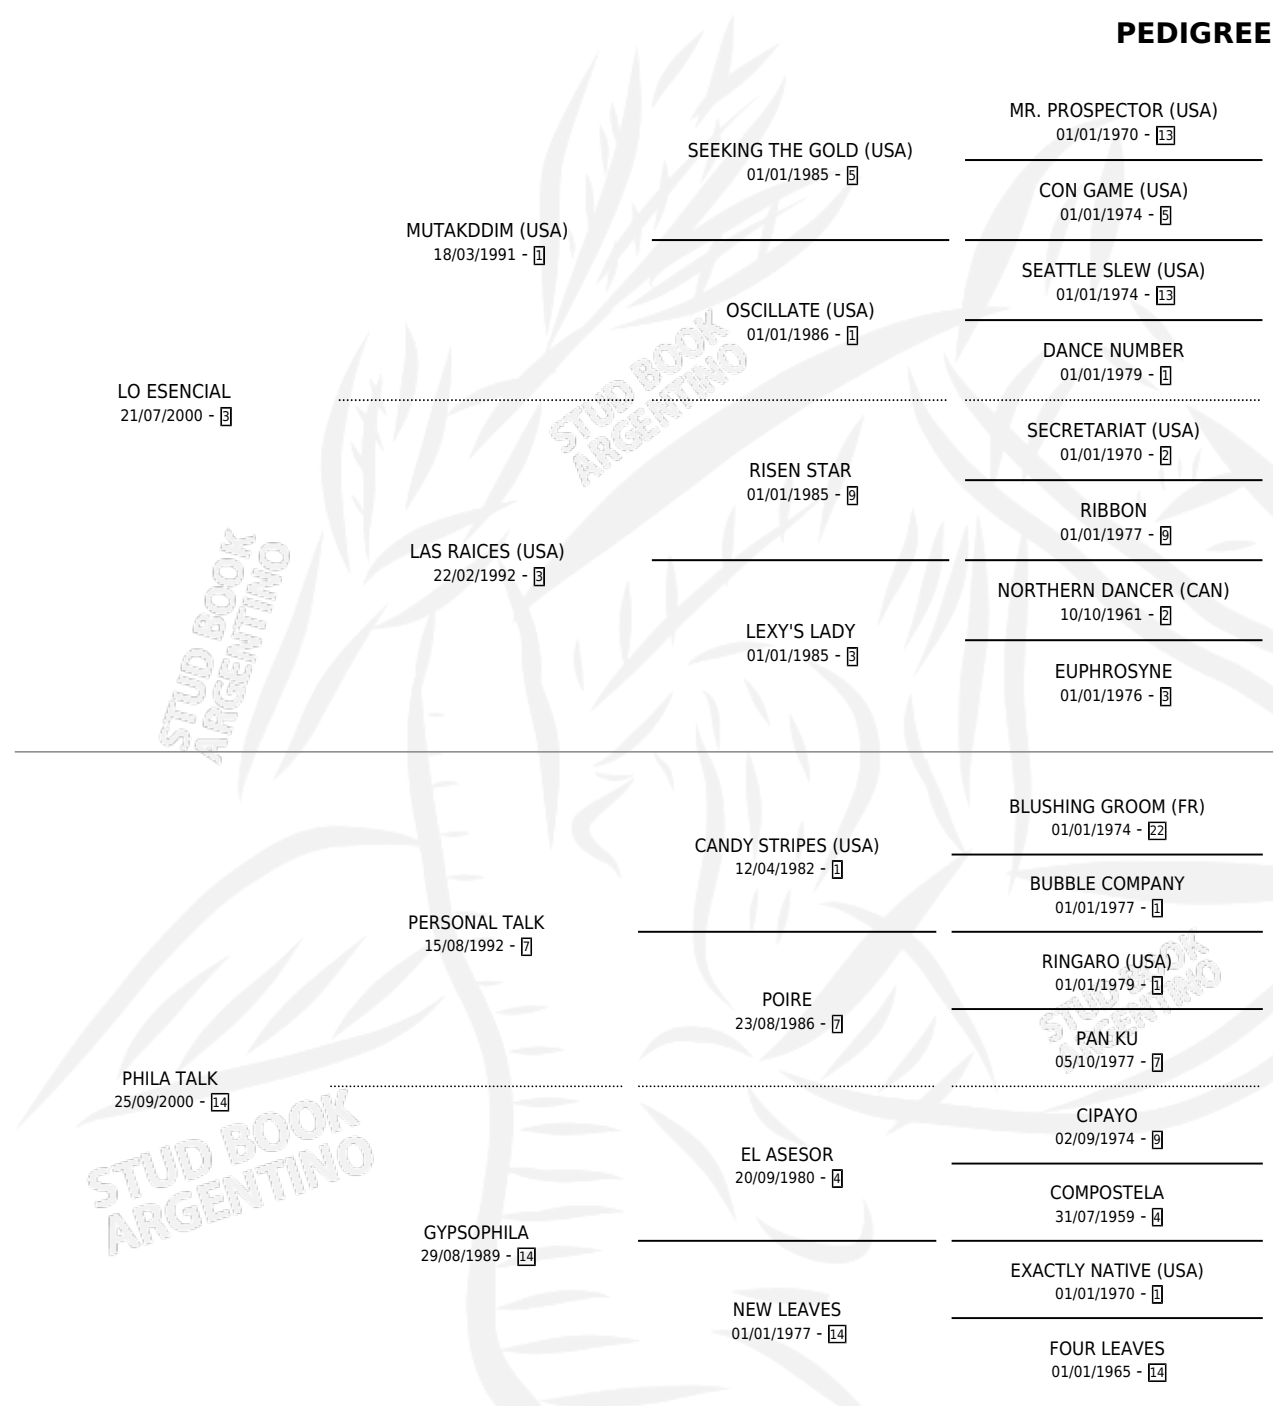 PEDIGREE
MR. PROSPECTOR (USA)
01/01/1970 - 13
SEEKING THE GOLD (USA)
01/01/1985 - 5
CON GAME (USA)
01/01/1974 - 5
MUTAKDDIM (USA)
18/03/1991 - 1
SEATTLE SLEW (USA)
01/01/1974 - 13
OSCILLATE (USA)
01/01/1986 - 1
DANCE NUMBER
01/01/1979 - 1
LO ESENCIAL
21/07/2000 - 3
STUD BOOK
ARGENTINO
SECRETARIAT (USA)
01/01/1970 - 2
RISEN STAR
01/01/1985 - 9
RIBBON
01/01/1977 - 9
LAS RAICES (USA)
22/02/1992 - 3
NORTHERN DANCER (CAN)
10/10/1961 - 2
LEXY'S LADY
01/01/1985 - 3
EUPHROSYNE
01/01/1976 - 3
STUD BOOK
ARGENTINO
BLUSHING GROOM (FR)
01/01/1974 - 22
CANDY STRIPES (USA)
12/04/1982 - 1
BUBBLE COMPANY
01/01/1977 - 1
PERSONAL TALK
15/08/1992 - 7
RINGARO (USA)
01/01/1979 - 1
STUD BOOK
ARGENTINO
POIRE
23/08/1986 - 7
PAN KU
05/10/1977 - 7
PHILA TALK
25/09/2000 - 14
STUD BOOK
ARGENTINO
CIPAYO
02/09/1974 - 9
EL ASESOR
20/09/1980 - 4
COMPOSTELA
31/07/1959 - 4
GYPSOPHILA
29/08/1989 - 14
EXACTLY NATIVE (USA)
01/01/1970 - 1
NEW LEAVES
01/01/1977 - 14
FOUR LEAVES
01/01/1965 - 14